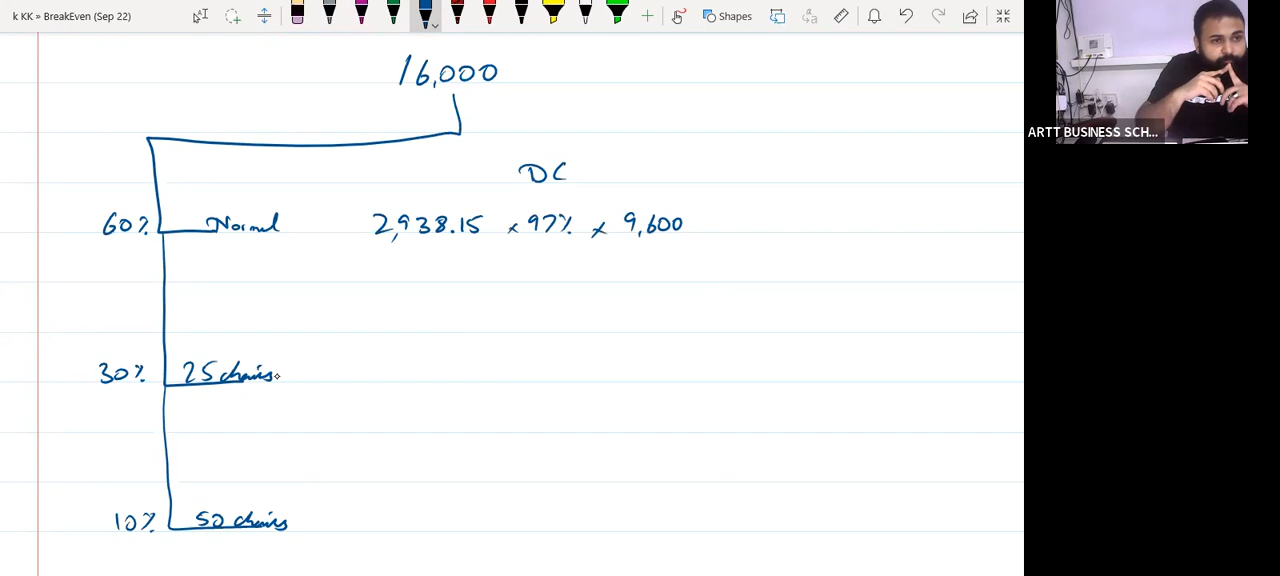 k KK » BreakEven (Sep 22)
Shapes
ARTT BUSINESS SCH...
16,000
DC
60% Normal 2,938.15 × 97% × 9,600
30% 25 chairs
10% 50 chairs